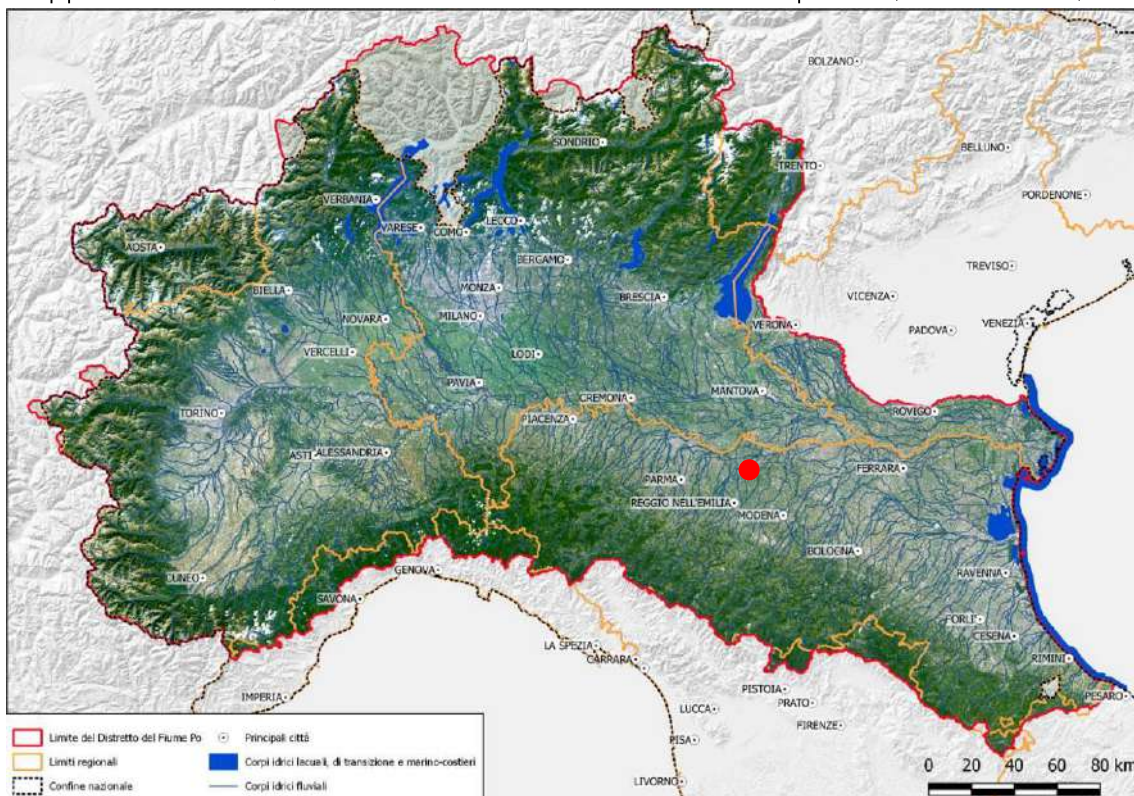 BOLZANO
BELLUNO
SONDRIO
TRENTO
PORDENONE
VERBANIA
LECCO
VARESE
COMO
AOSTA
BERGAMO
TREVISO
BIELLA
MONZA
BRESCIA
VICENZA
MILANO
NOVARA
VERONA
PADOVA
VENEZIA
VERCELLI
LODI
PAVIA
MANTOVA
CREMONA
TORINO
PIACENZA
ROVIGO
ASTI
ALESSANDRIA
PARMA
FERRARA
REGGIO NELL'EMILIA
MODENA
BOLOGNA
CUNEO
GENOVA
RAVENNA
SAVONA
FORLI'
CESENA
LA SPEZIA
CARRARA
RIMINI
IMPERIA
PISTOIA
PRATO
PESARO
LUCCA
FIRENZE
PISA
LIVORNO
Limite del Distretto del Fiume Po
Principali città
Limiti regionali
Corpi idrici lacuali, di transizione e marino-costieri
Confine nazionale
Corpi idrici fluviali
0 20 40 60 80 km